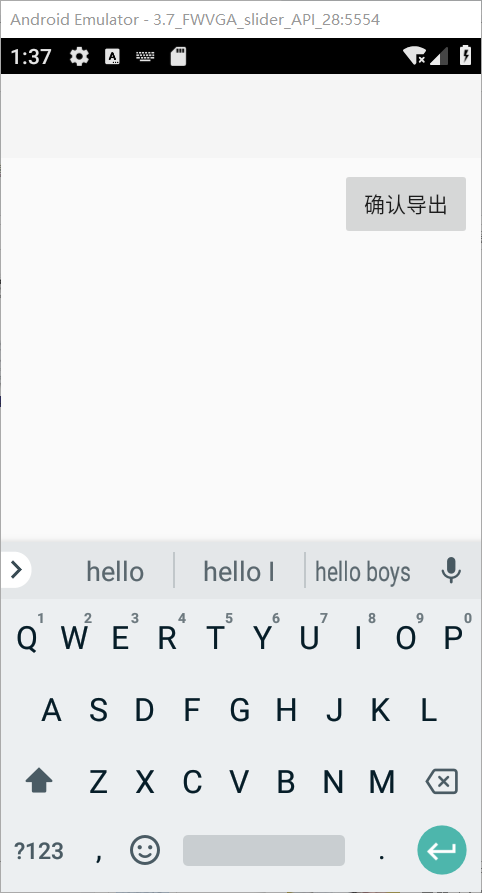 Android Emulator - 3.7_FWVGA_slider_API_28:5554
1:37 A
确认导出
hello hello I hello boys
1 2 3 4 5 6 7 8 9 0
Q W E R T Y U I O P
A S D F G H J K L
Z X C V B N M
?123 , .